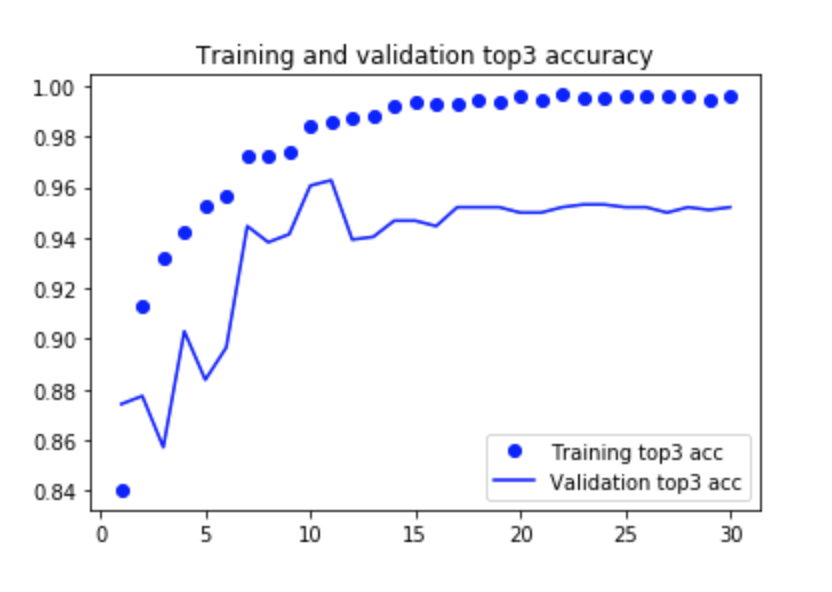 Training and validation top3 accuracy
1.00
0.98
0.96
0.94
0.92
0.90
0.88
0.86
0.84
Training top3 acc
Validation top3 acc
0 5 10 15 20 25 30